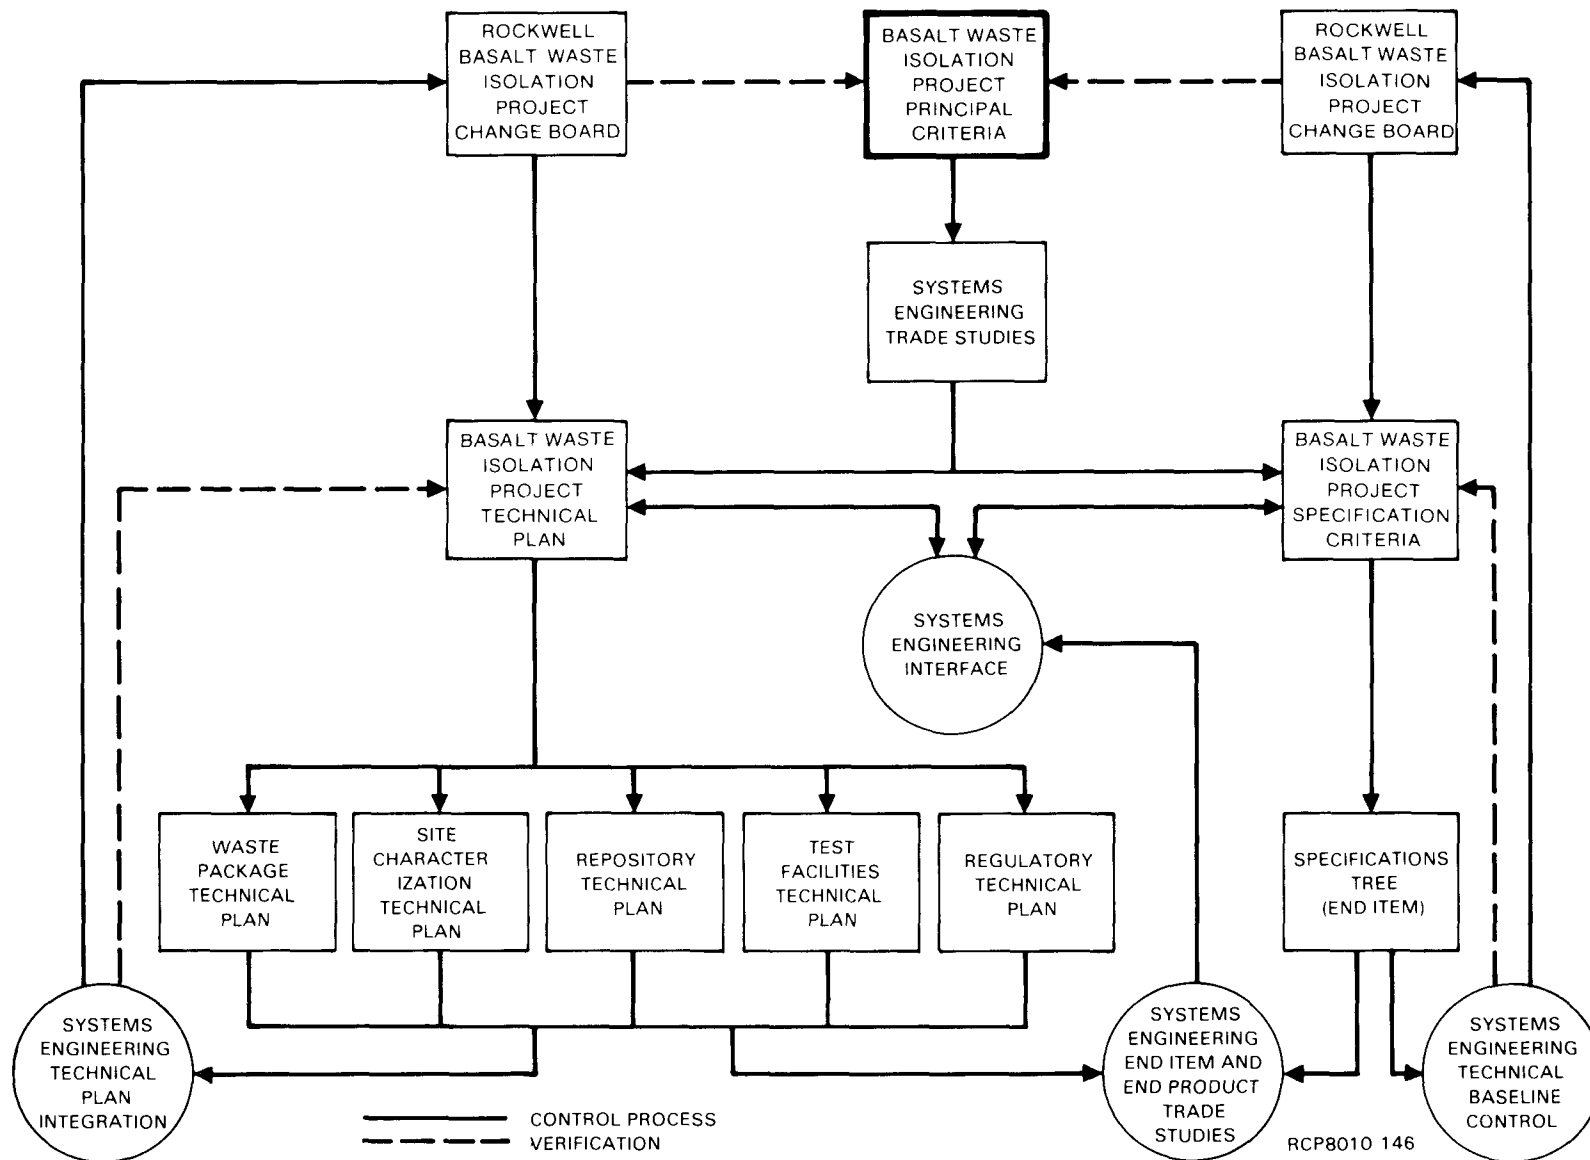 ROCKWELL
BASALT WASTE
ISOLATION
PROJECT
CHANGE BOARD
BASALT WASTE
ISOLATION
PROJECT
PRINCIPAL
CRITERIA
ROCKWELL
BASALT WASTE
ISOLATION
PROJECT
CHANGE BOARD
SYSTEMS
ENGINEERING
TRADE STUDIES
BASALT WASTE
ISOLATION
PROJECT
TECHNICAL
PLAN
BASALT WASTE
ISOLATION
PROJECT
SPECIFICATION
CRITERIA
SYSTEMS
ENGINEERING
INTERFACE
WASTE
PACKAGE
TECHNICAL
PLAN
SITE
CHARACTER
IZATION
TECHNICAL
PLAN
REPOSITORY
TECHNICAL
PLAN
TEST
FACILITIES
TECHNICAL
PLAN
REGULATORY
TECHNICAL
PLAN
SPECIFICATIONS
TREE
(END ITEM)
SYSTEMS
ENGINEERING
TECHNICAL
PLAN
INTEGRATION
SYSTEMS
ENGINEERING
END ITEM AND
END PRODUCT
TRADE
STUDIES
SYSTEMS
ENGINEERING
TECHNICAL
BASELINE
CONTROL
CONTROL PROCESS
VERIFICATION
RCP8010 146